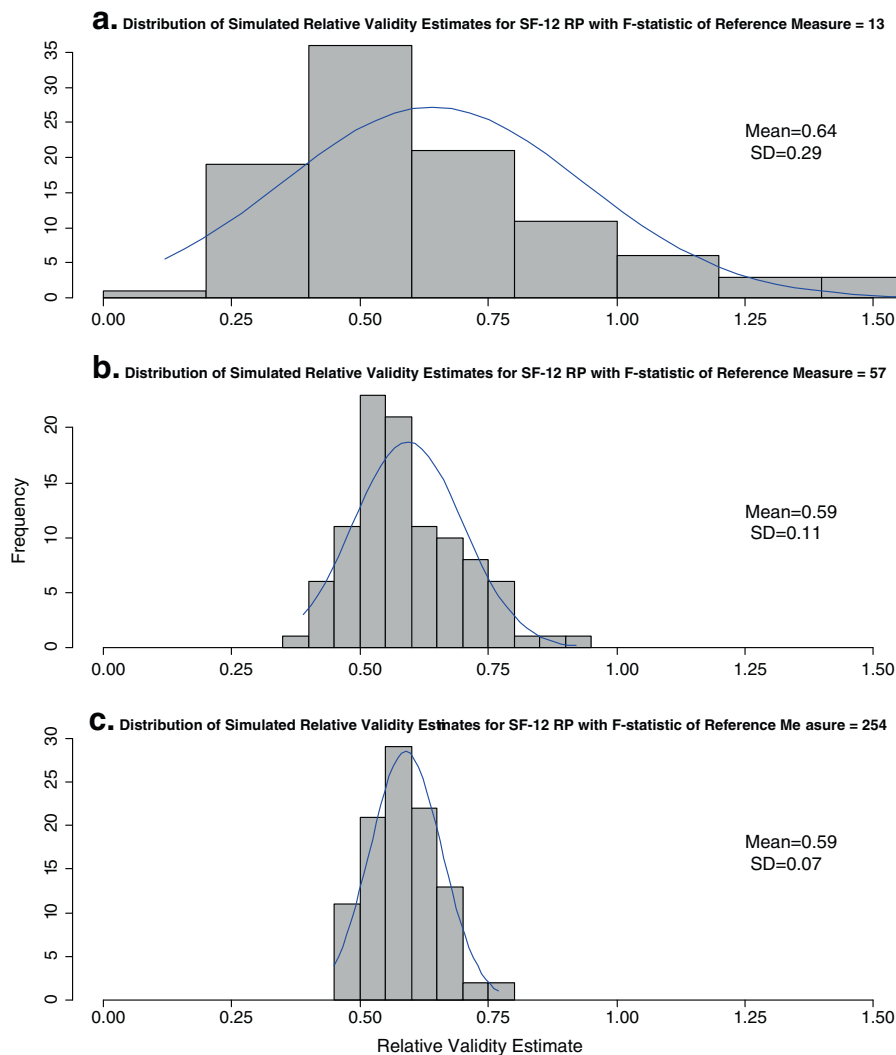 a. Distribution of Simulated Relative Validity Estimates for SF-12 RP with F-statistic of Reference Measure = 13
35
30
25
20
15
10
5
0
Mean=0.64
SD=0.29
0.00 0.25 0.50 0.75 1.00 1.25 1.50
b. Distribution of Simulated Relative Validity Estimates for SF-12 RP with F-statistic of Reference Measure = 57
Frequency
20
15
10
5
0
Mean=0.59
SD=0.11
0.00 0.25 0.50 0.75 1.00 1.25 1.50
c. Distribution of Simulated Relative Validity Estimates for SF-12 RP with F-statistic of Reference Me asure = 254
30
25
20
15
10
5
0
Mean=0.59
SD=0.07
0.00 0.25 0.50 0.75 1.00 1.25 1.50
Relative Validity Estimate